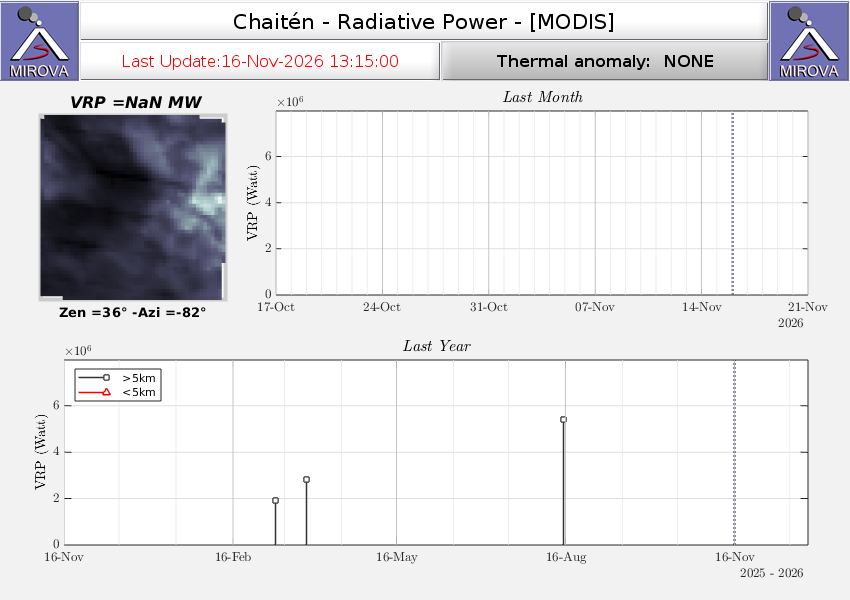 Chaitén - Radiative Power - [MODIS]
MIROVA
Last Update:16-Nov-2026 13:15:00
Thermal anomaly: NONE
MIROVA
VRP =NaN MW
Zen =36° -Azi =-82°
Last Month
×10⁶
VRP (Watt)
6
4
2
0
17-Oct
24-Oct
31-Oct
07-Nov
14-Nov
21-Nov
2026
Last Year
×10⁶
VRP (Watt)
>5km
<5km
6
4
2
0
16-Nov
16-Feb
16-May
16-Aug
16-Nov
2025 - 2026